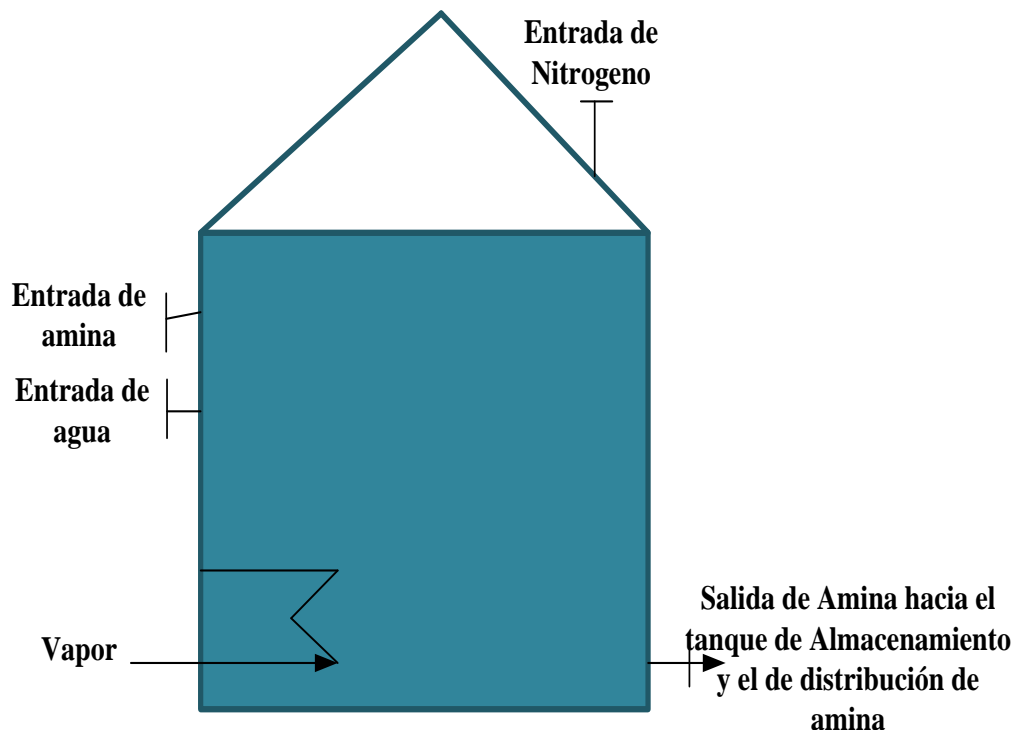 Entrada de
Nitrogeno
Entrada de
amina
Entrada de
agua
Vapor
Salida de Amina hacia el
tanque de Almacenamiento
y el de distribución de
amina